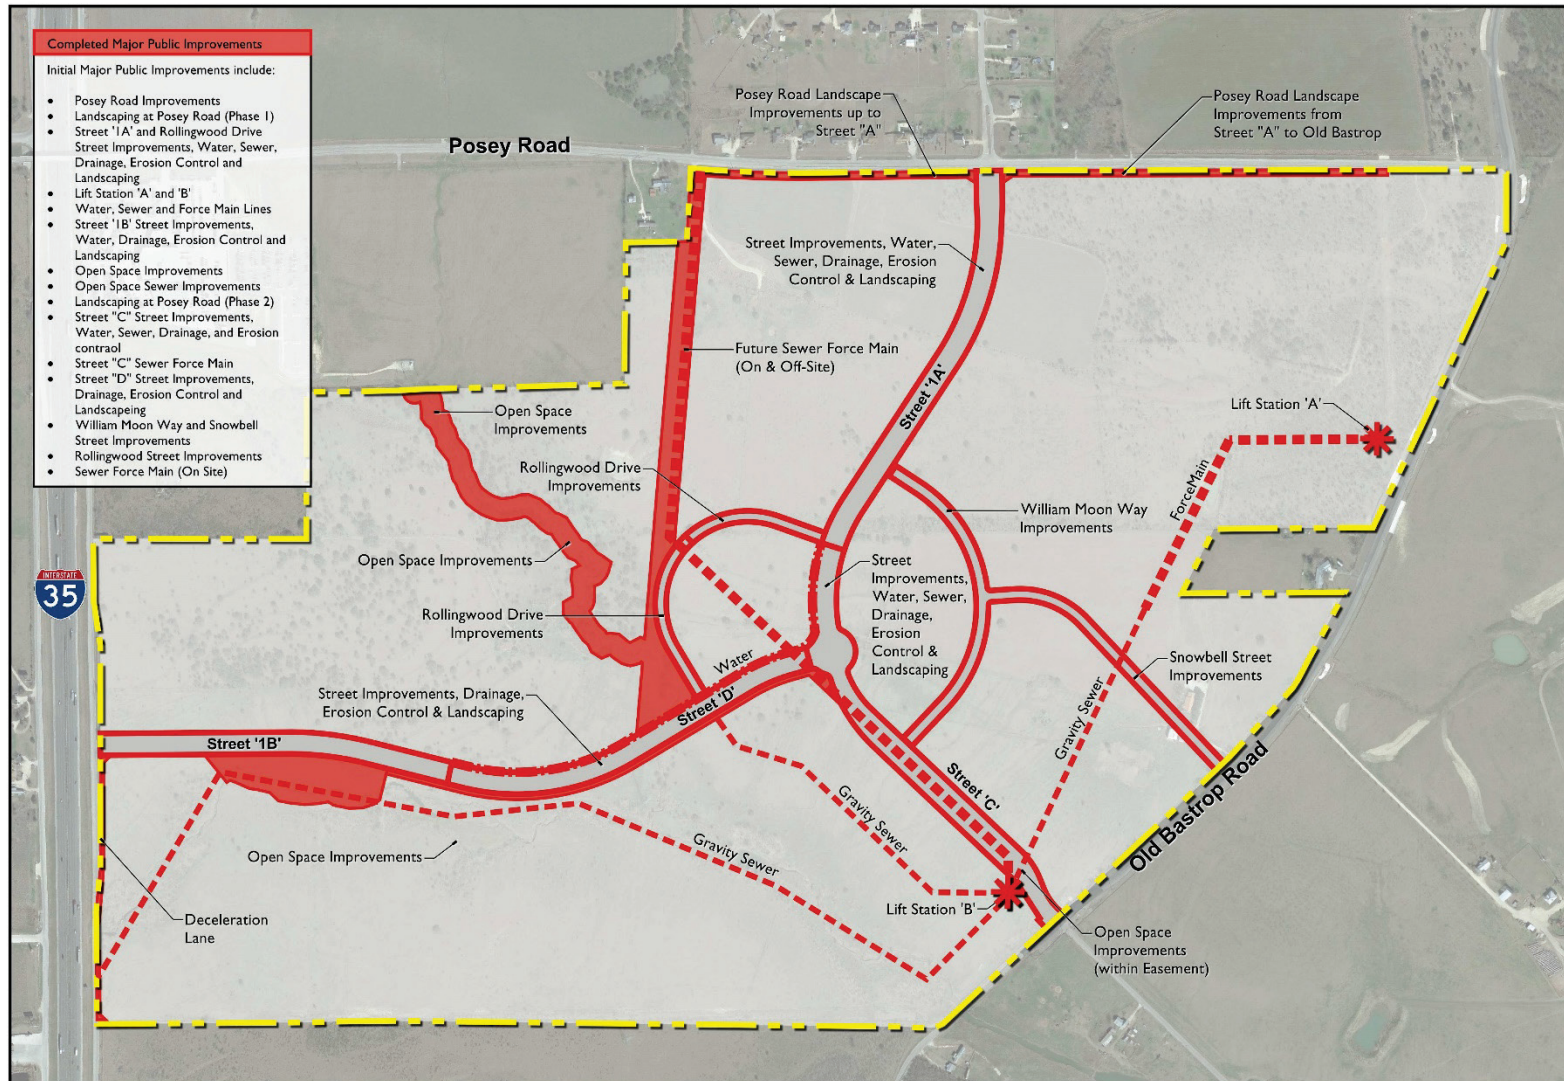 Completed Major Public Improvements
Initial Major Public Improvements include:
• Posey Road Improvements
• Landscaping at Posey Road (Phase 1)
• Street '1A' and Rollingwood Drive
Street Improvements, Water, Sewer,
Drainage, Erosion Control and
Landscaping
• Lift Station 'A' and 'B'
• Water, Sewer and Force Main Lines
• Street '1B' Street Improvements,
Water, Drainage, Erosion Control and
Landscaping
• Open Space Improvements
• Open Space Sewer Improvements
• Landscaping at Posey Road (Phase 2)
• Street "C" Street Improvements,
Water, Sewer, Drainage, and Erosion
contraol
• Street "C" Sewer Force Main
• Street "D" Street Improvements,
Drainage, Erosion Control and
Landscapeing
• William Moon Way and Snowbell
Street Improvements
• Rollingwood Street Improvements
• Sewer Force Main (On Site)
Posey Road
Posey Road Landscape
Improvements up to
Street "A"
Posey Road Landscape
Improvements from
Street "A" to Old Bastrop
Street Improvements, Water,
Sewer, Drainage, Erosion
Control & Landscaping
Future Sewer Force Main
(On & Off-Site)
Street '1A'
Lift Station 'A'
Open Space
Improvements
Rollingwood Drive
Improvements
ForceMain
William Moon Way
Improvements
Open Space Improvements
Street
Improvements,
Water, Sewer,
Drainage,
Erosion
Control &
Landscaping
INTERSTATE
35
Rollingwood Drive
Improvements
Water
Snowbell Street
Improvements
Street Improvements, Drainage,
Erosion Control & Landscaping
Street 'D'
Gravity Sewer
Street '1B'
Street 'C'
Old Bastrop Road
Gravity Sewer
Gravity Sewer
Open Space Improvements
Deceleration
Lane
Lift Station 'B'
Open Space
Improvements
(within Easement)